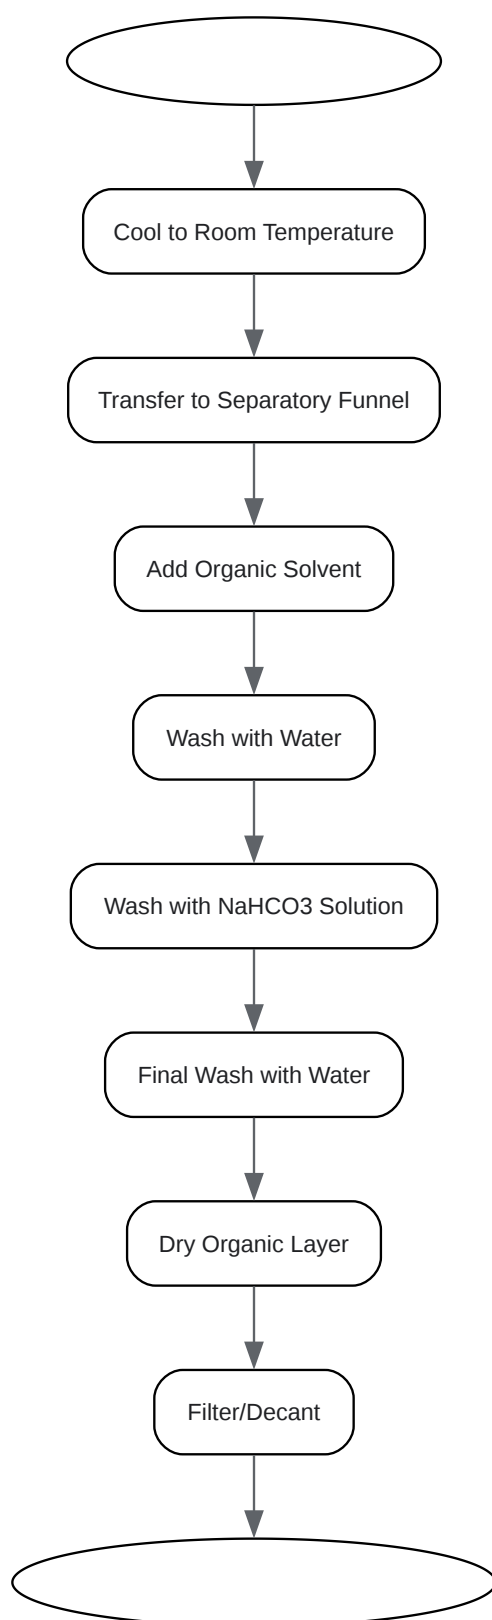 Cool to Room Temperature
Transfer to Separatory Funnel
Add Organic Solvent
Wash with Water
Wash with NaHCO3 Solution
Final Wash with Water
Dry Organic Layer
Filter/Decant